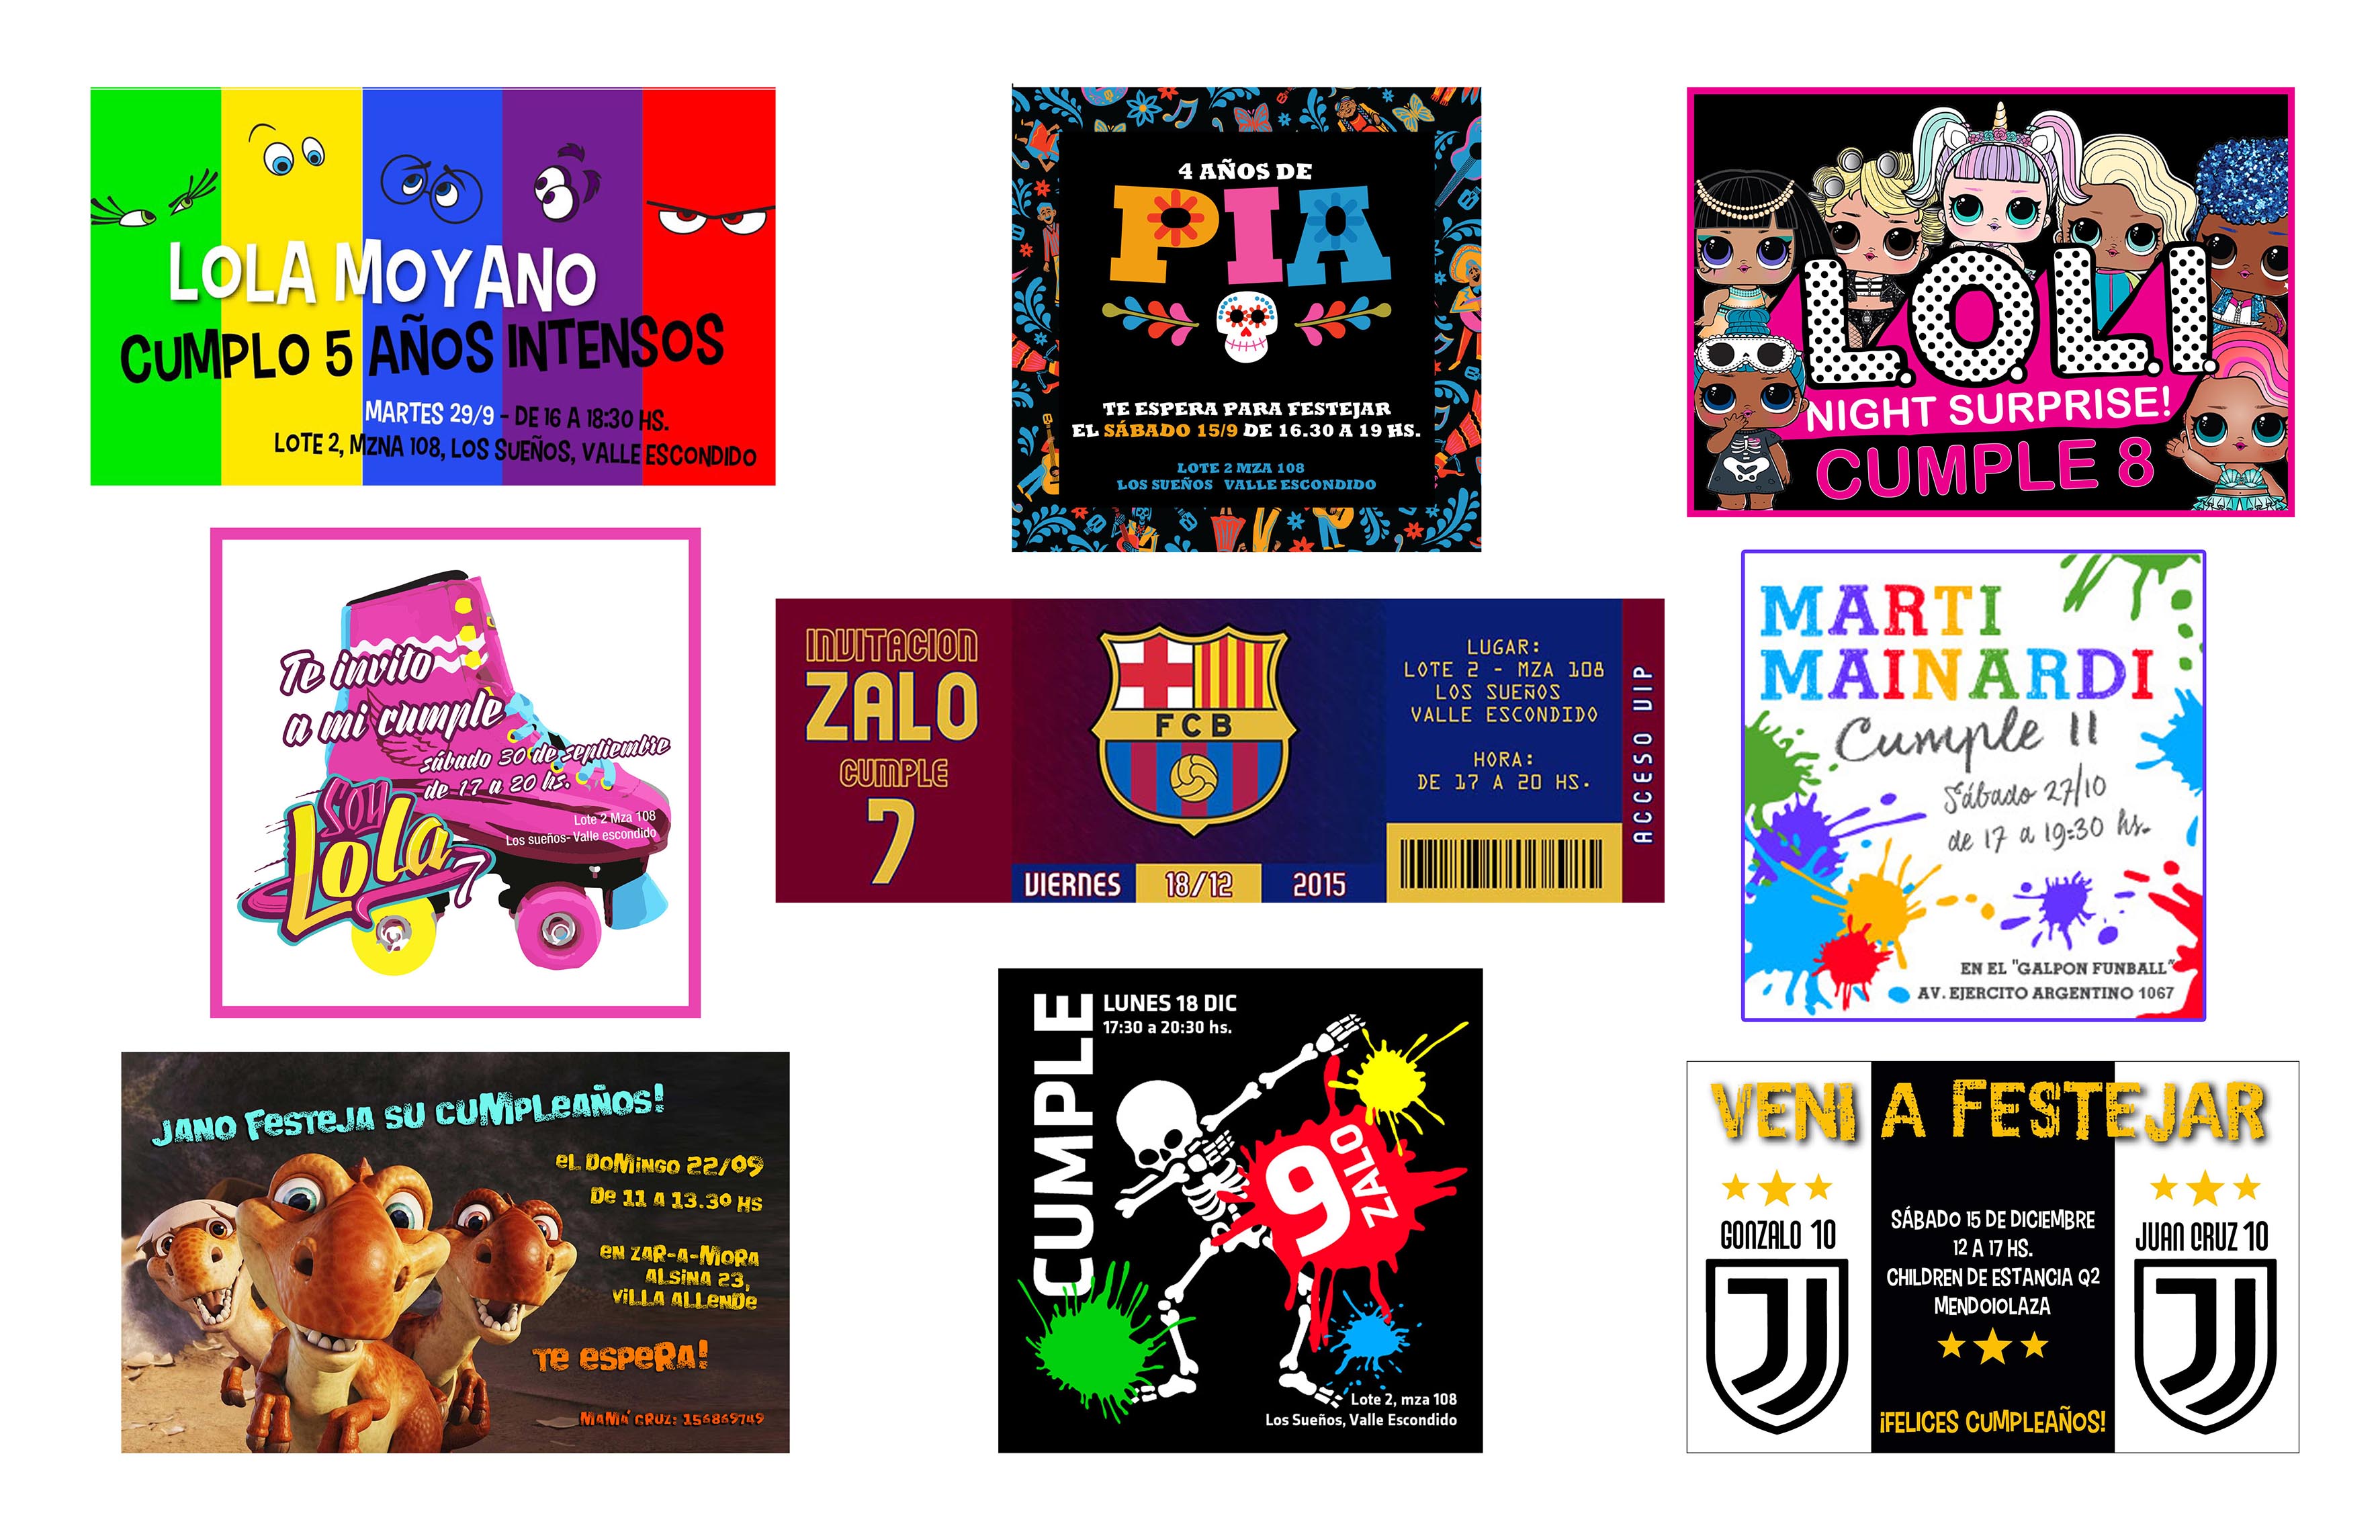 LOLA MOYANO
CUMPLO 5 AÑOS INTENSOS
MARTES 29/9 - DE 16 A 18:30 HS.
LOTE 2, MZNA 108, LOS SUEÑOS, VALLE ESCONDIDO
4 AÑOS DE
PIA
TE ESPERA PARA FESTEJAR
EL SÁBADO 15/9 DE 16.30 A 19 HS.
LOTE 2 MZA 108
LOS SUEÑOS VALLE ESCONDIDO
L.O.L.I.
NIGHT SURPRISE!
CUMPLE 8
Te invito
a mi cumple
sábado 30 de septiembre
de 17 a 20 hs.
Lote 2 Mza 108
Los sueños- Valle escondido
SOY
Lola
7
INVITACION
ZALO
CUMPLE
7
FCB
VIERNES 18/12 2015
LUGAR:
LOTE 2 - MZA 108
LOS SUEÑOS
VALLE ESCONDIDO
HORA:
DE 17 A 20 HS.
ACCESO VIP
MARTI
MAINARDI
Cumple 11
Sábado 27/10
de 17 a 19:30 hs.
EN EL "GALPON FUNBALL"
AV. EJERCITO ARGENTINO 1067
JANO FESTEJA SU CUMPLEAÑOS!
EL DOMINGO 22/09
DE 11 A 13.30 HS
EN ZAR-A-MORA
ALSINA 23,
VILLA ALLENDE
TE ESPERA!
MAMÁ CRUZ: 156869749
CUMPLE
LUNES 18 DIC
17:30 a 20:30 hs.
9
ZALO
Lote 2, mza 108
Los Sueños, Valle Escondido
VENI A FESTEJAR
GONZALO 10
SÁBADO 15 DE DICIEMBRE
12 A 17 HS.
CHILDREN DE ESTANCIA Q2
MENDOIOLAZA
JUAN CRUZ 10
¡FELICES CUMPLEAÑOS!